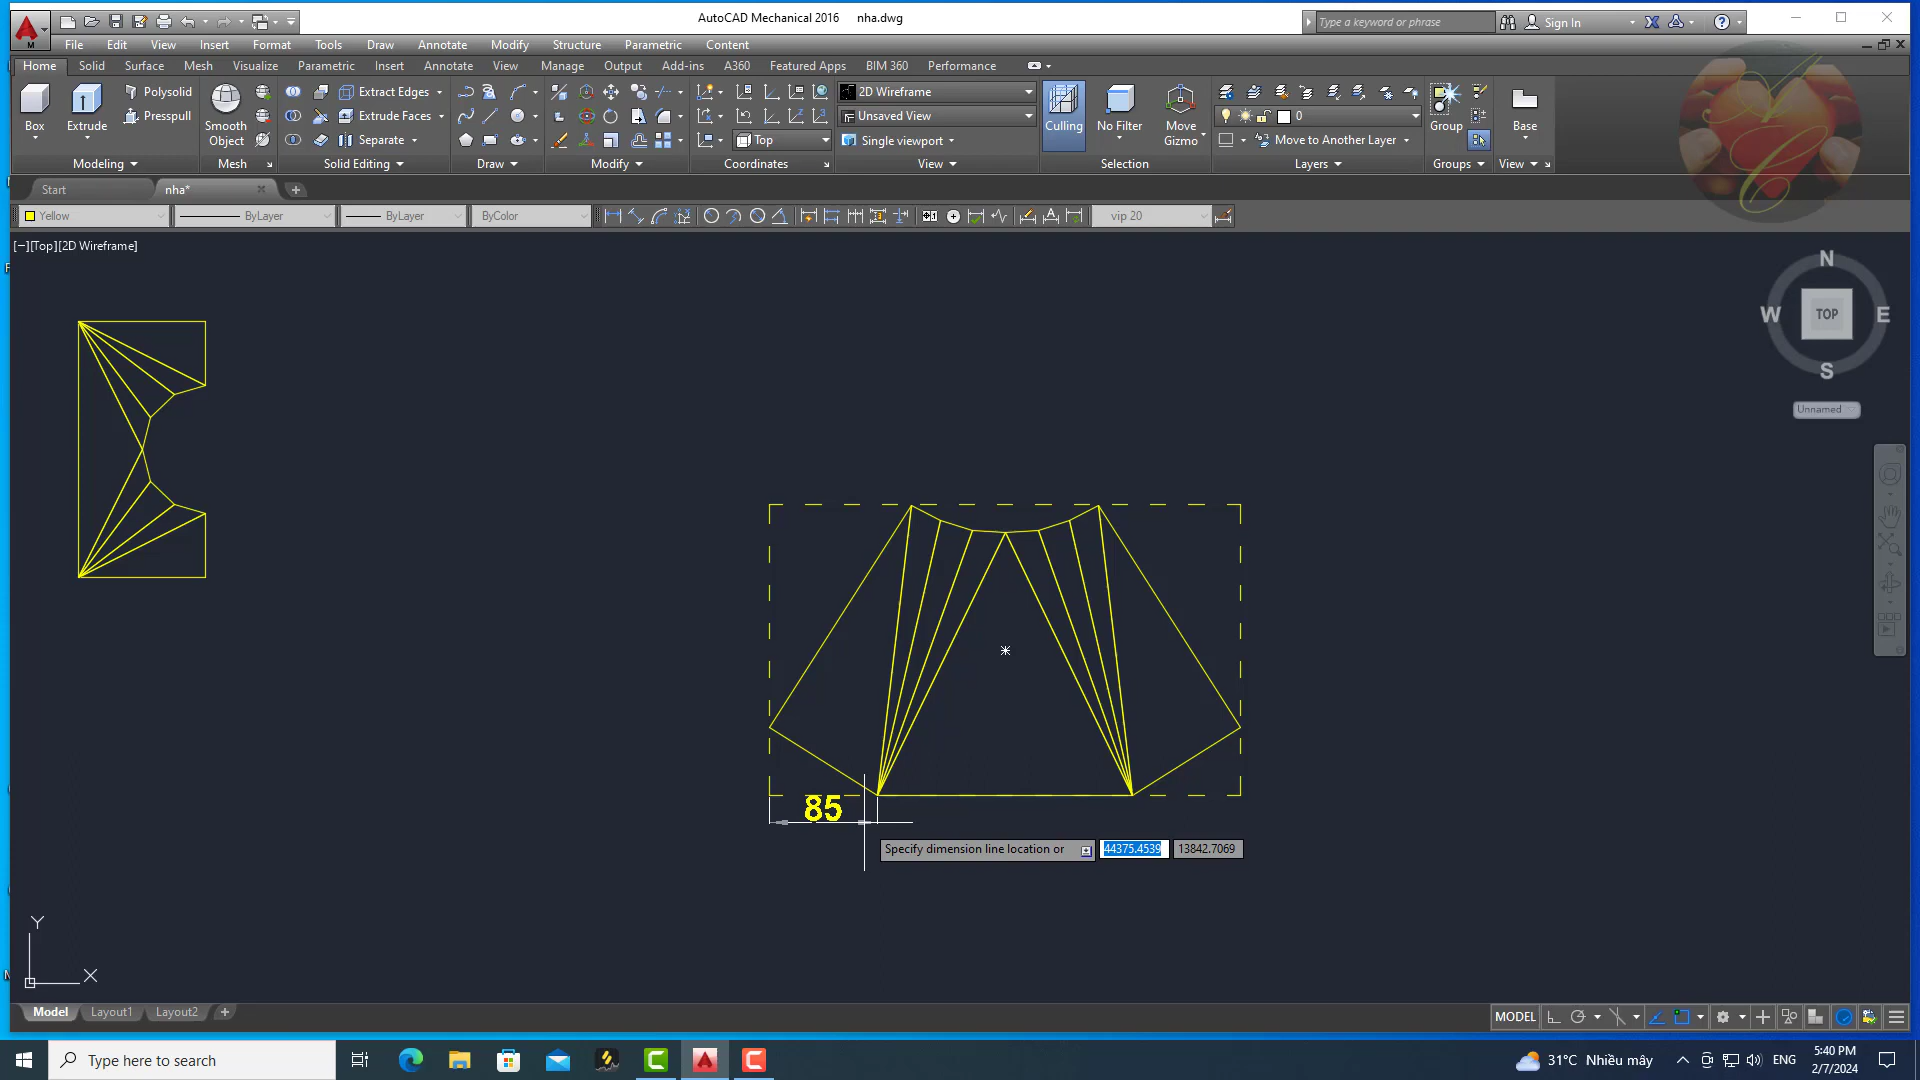 AutoCAD Mechanical 2016 nha.dwg
Type a keyword or phrase Sign In
File Edit View Insert Format Tools Draw Annotate Modify Structure Parametric Content
Home Solid Surface Mesh Visualize Parametric Insert Annotate View Manage Output Add-ins A360 Featured Apps BIM 360 Performance
Polysolid Extract Edges 2D Wireframe
Presspull Extract Faces Unsaved View 0
Box Extrude Smooth Object Separate Top Single viewport Culling No Filter Move Gizmo Move to Another Layer Group Base
Modeling Mesh Solid Editing Draw Modify Coordinates View Selection Layers Groups View
Start nha*
Yellow ByLayer ByLayer ByColor vip 20
[−][Top][2D Wireframe]
N
W TOP E
S
Unnamed
85
Specify dimension line location or 44375.4539 13842.7069
Y
X
Model Layout1 Layout2 MODEL
Type here to search 31°C Nhiều mây ENG 5:40 PM
2/7/2024